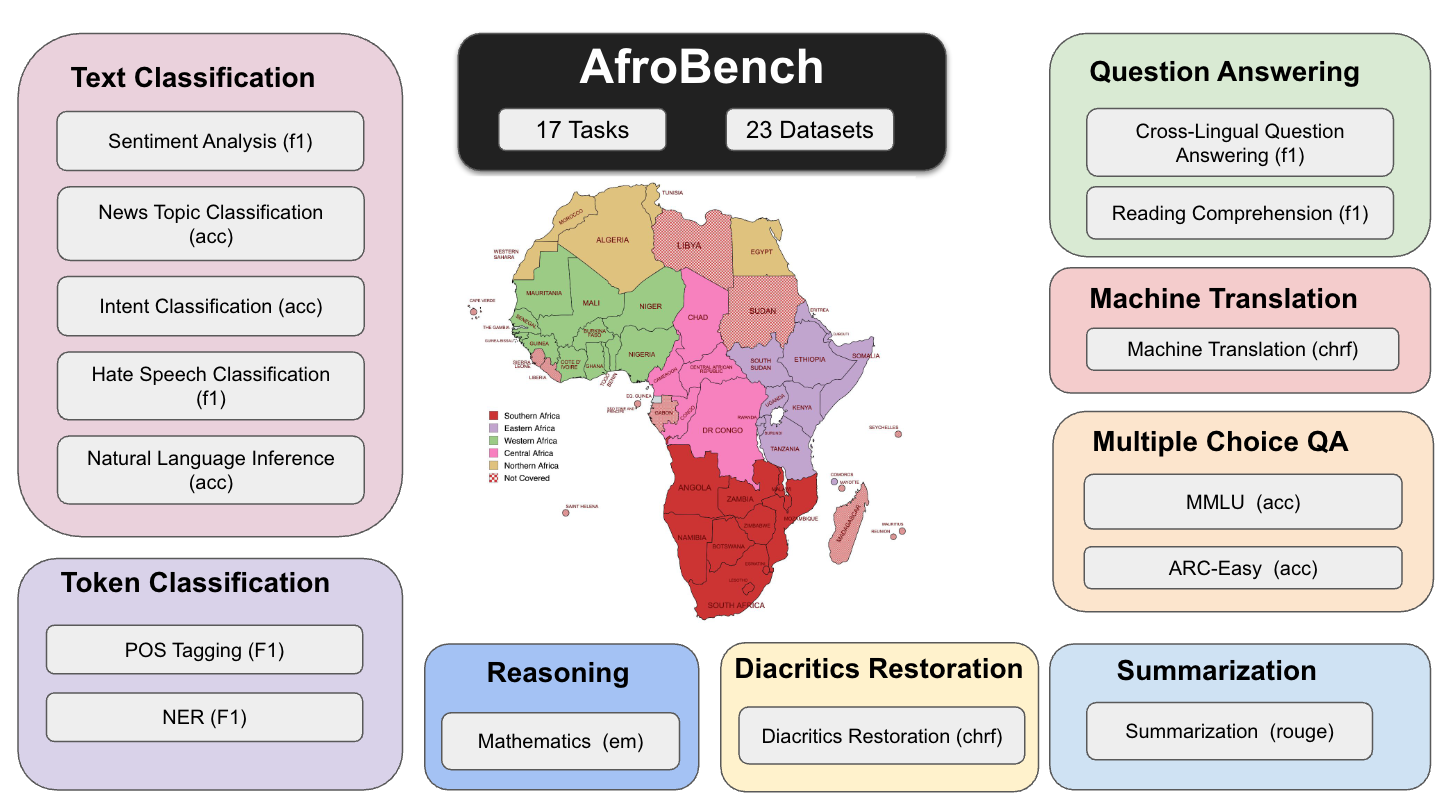 AfroBench
17 Tasks
23 Datasets
Text Classification
Sentiment Analysis (f1)
News Topic Classification
(acc)
Intent Classification (acc)
Hate Speech Classification
(f1)
Natural Language Inference
(acc)
Token Classification
POS Tagging (F1)
NER (F1)
TUNISIA
MOROCCO
ALGERIA
LIBYA
EGYPT
WESTERN
SAHARA
MAURITANIA
MALI
NIGER
CHAD
SUDAN
ERITREA
CAPE VERDE
SENEGAL
THE GAMBIA
GUINEA-BISSAU
GUINEA
BURKINA
FASO
DJIBOUTI
SIERRA
LEONE
LIBERIA
COTE D'
IVOIRE
GHANA
TOGO
BENIN
NIGERIA
CAMEROON
CENTRAL AFRICAN
REPUBLIC
SOUTH
SUDAN
ETHIOPIA
SOMALIA
EQ. GUINEA
SAO TOME AND
PRINCIPE
GABON
CONGO
DR CONGO
RWANDA
BURUNDI
UGANDA
KENYA
TANZANIA
SEYCHELLES
Southern Africa
Eastern Africa
Western Africa
Central Africa
Northern Africa
Not Covered
COMOROS
MAYOTTE
ANGOLA
ZAMBIA
MALAWI
MOZAMBIQUE
SAINT HELENA
ZIMBABWE
NAMIBIA
BOTSWANA
MADAGASCAR
MAURITIUS
REUNION
LESOTHO
SOUTH AFRICA
Reasoning
Mathematics (em)
Diacritics Restoration
Diacritics Restoration (chrf)
Question Answering
Cross-Lingual Question
Answering (f1)
Reading Comprehension (f1)
Machine Translation
Machine Translation (chrf)
Multiple Choice QA
MMLU (acc)
ARC-Easy (acc)
Summarization
Summarization (rouge)